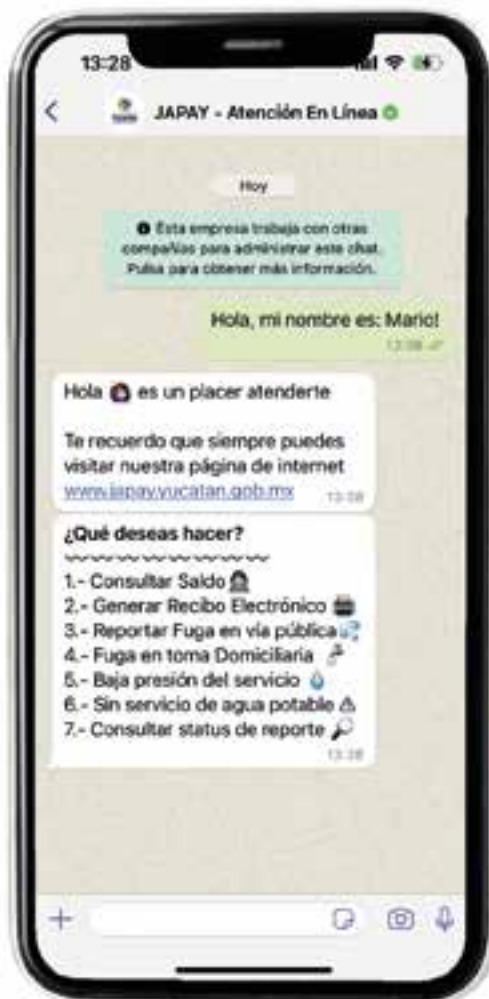 13:28
JAPAY - Atención En Línea
Hoy
Esta empresa trabaja con otras
compañías para administrar este chat.
Pulsa para obtener más información.
Hola, mi nombre es: Mario!
13:28
Hola es un placer atenderte
Te recuerdo que siempre puedes
visitar nuestra página de internet
www.japay.yucatan.gob.mx
13:28
¿Qué deseas hacer?
1.- Consultar Saldo
2.- Generar Recibo Electrónico
3.- Reportar Fuga en vía pública
4.- Fuga en toma Domiciliaria
5.- Baja presión del servicio
6.- Sin servicio de agua potable
7.- Consultar status de reporte
13:28